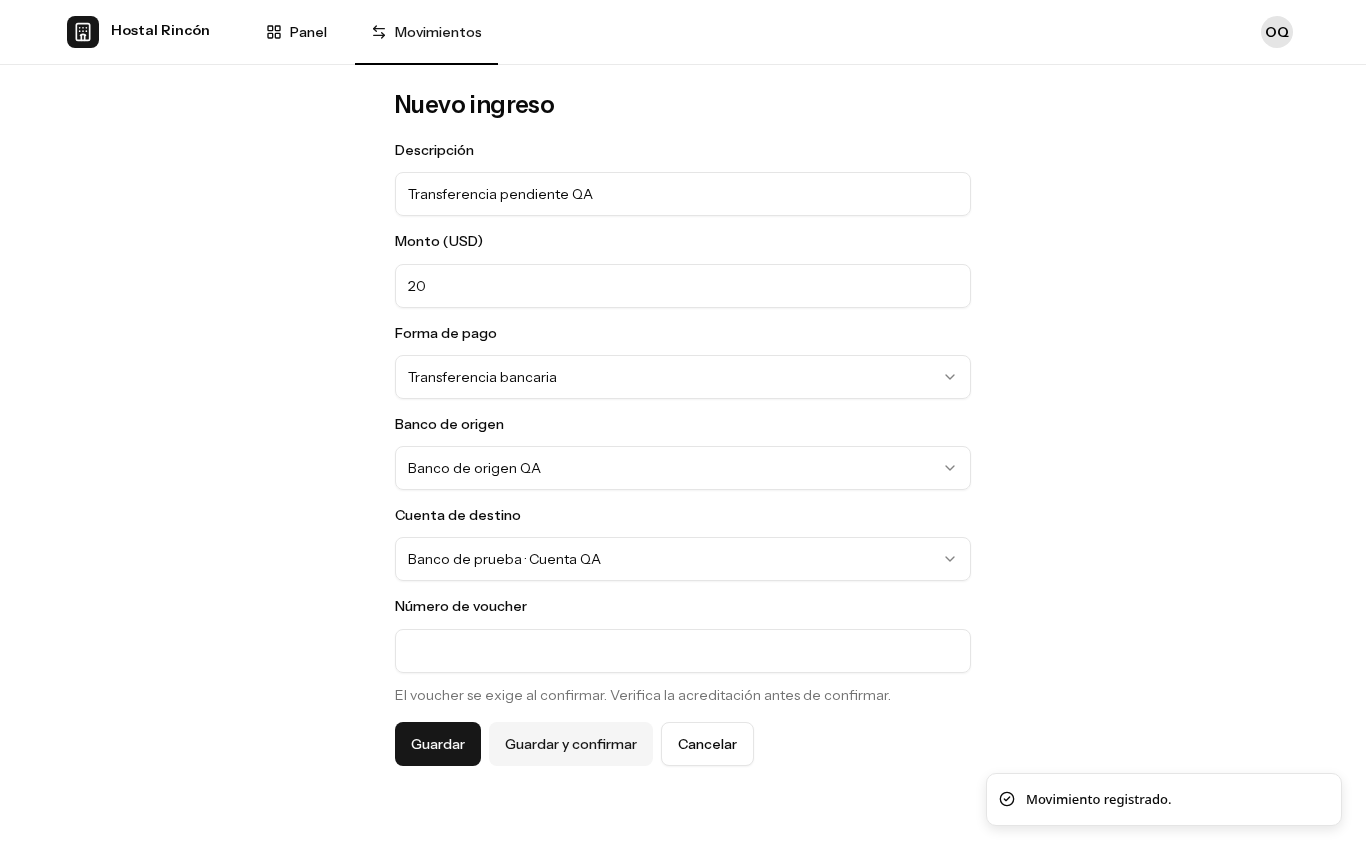 Hostal Rincón
Panel
Movimientos
OQ
Nuevo ingreso
Descripción
Transferencia pendiente QA
Monto (USD)
20
Forma de pago
Transferencia bancaria
Banco de origen
Banco de origen QA
Cuenta de destino
Banco de prueba · Cuenta QA
Número de voucher
El voucher se exige al confirmar. Verifica la acreditación antes de confirmar.
Guardar
Guardar y confirmar
Cancelar
Movimiento registrado.